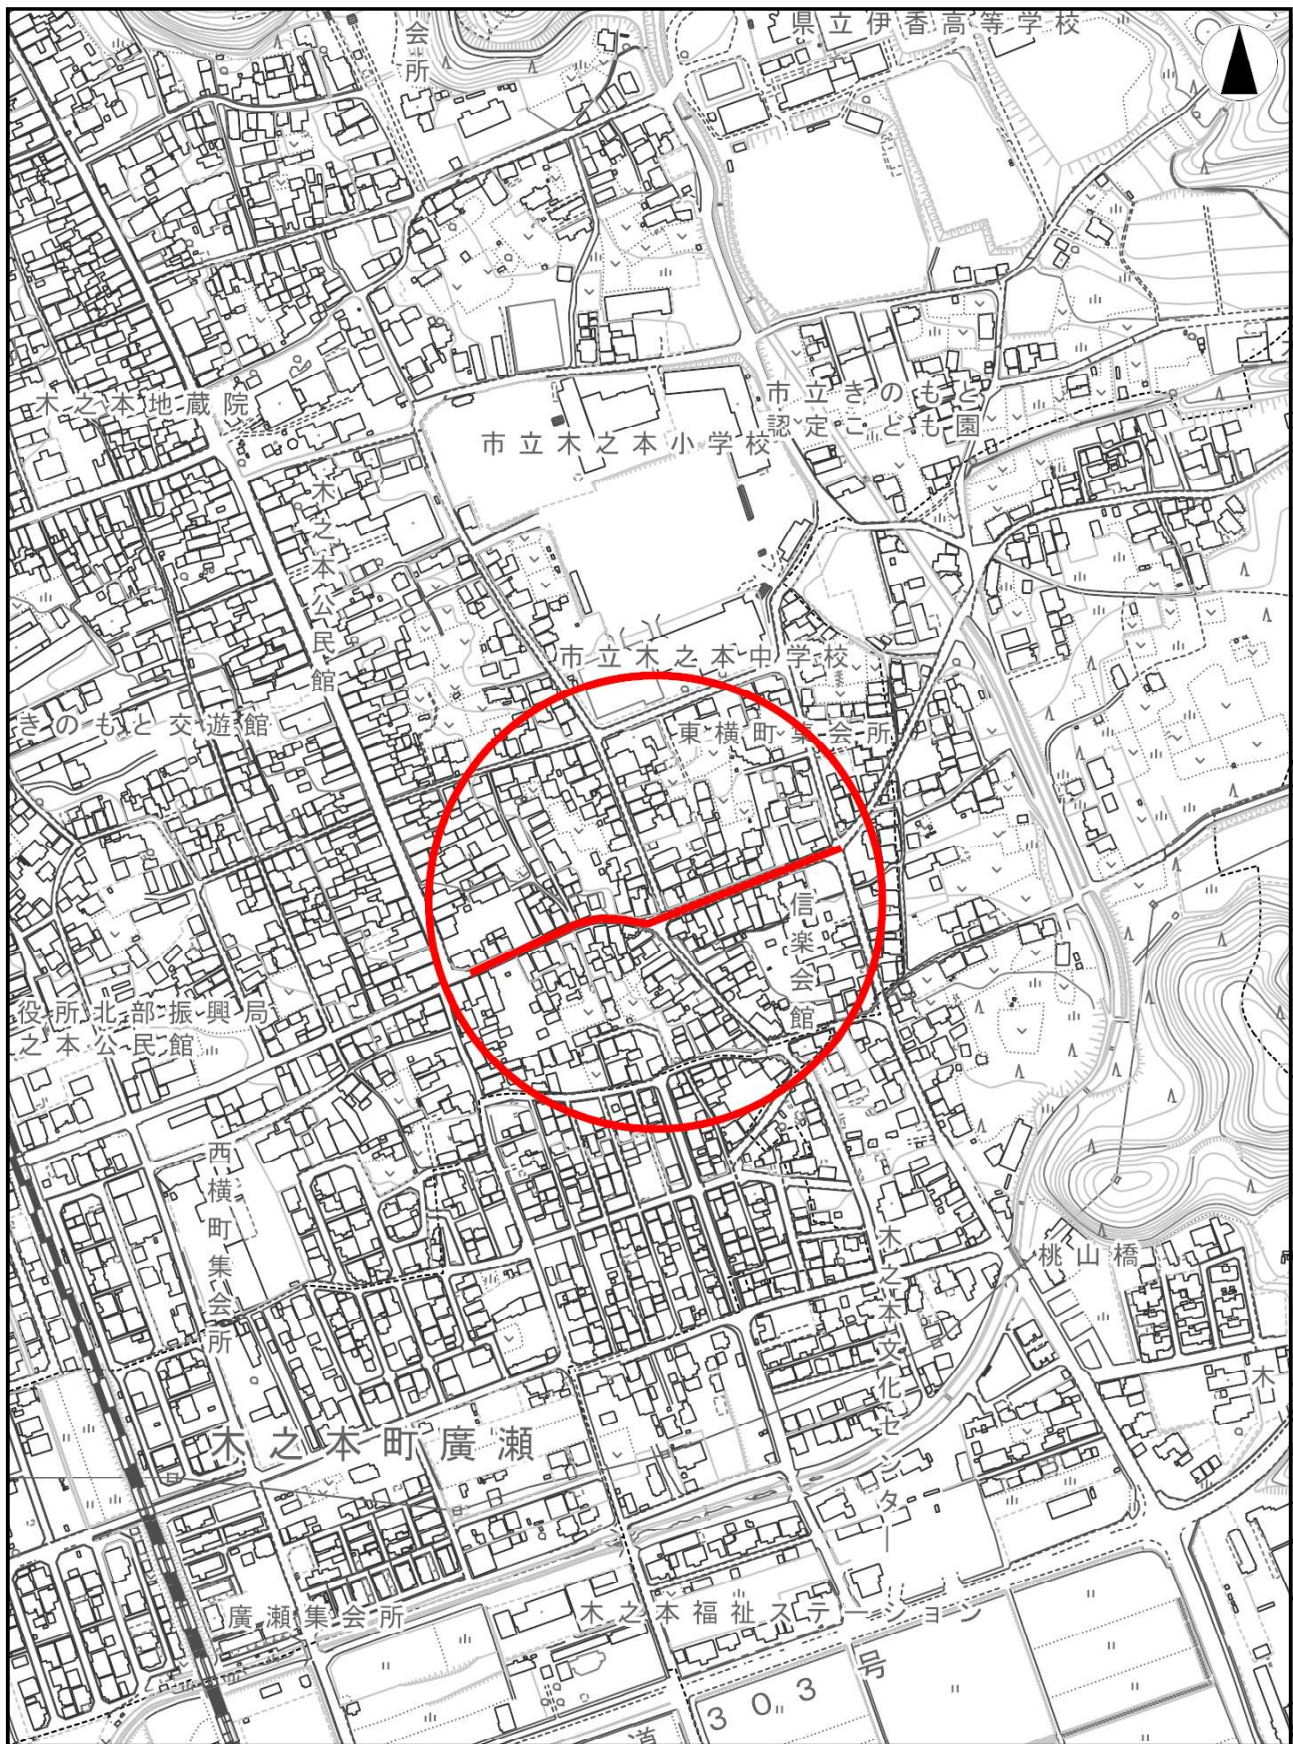 県立伊香高等学校
会所
木之本地蔵院
市立きのもと
認定こども園
市立木之本小学校
木之本公民館
市立木之本中学校
きのもと交遊館
東横町集会所
信楽会館
役所北部振興局
之本公民館
西横町集会所
桃山橋
木之本文化センター
木
木之本町廣瀬
廣瀬集会所
木之本福祉ステーション
道303号